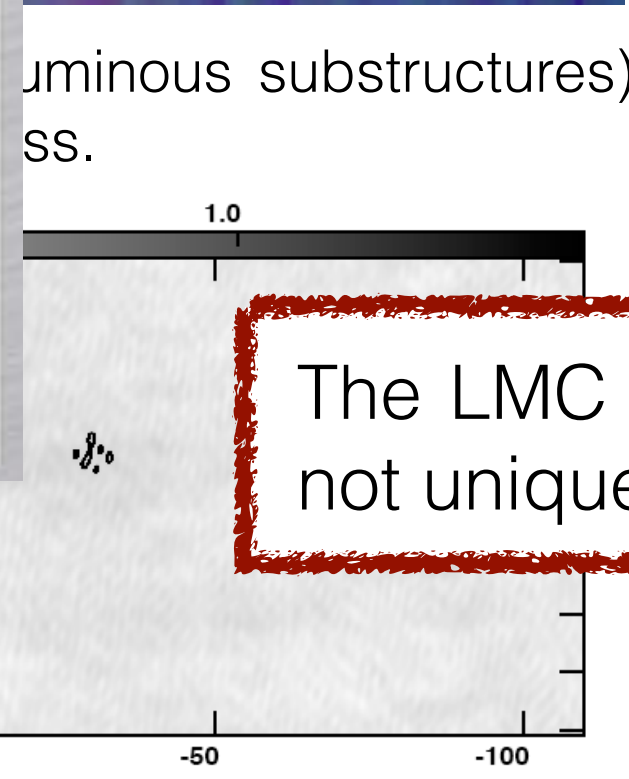 uminous substructures)
ss.
1.0
The LMC
not unique
-50
-100